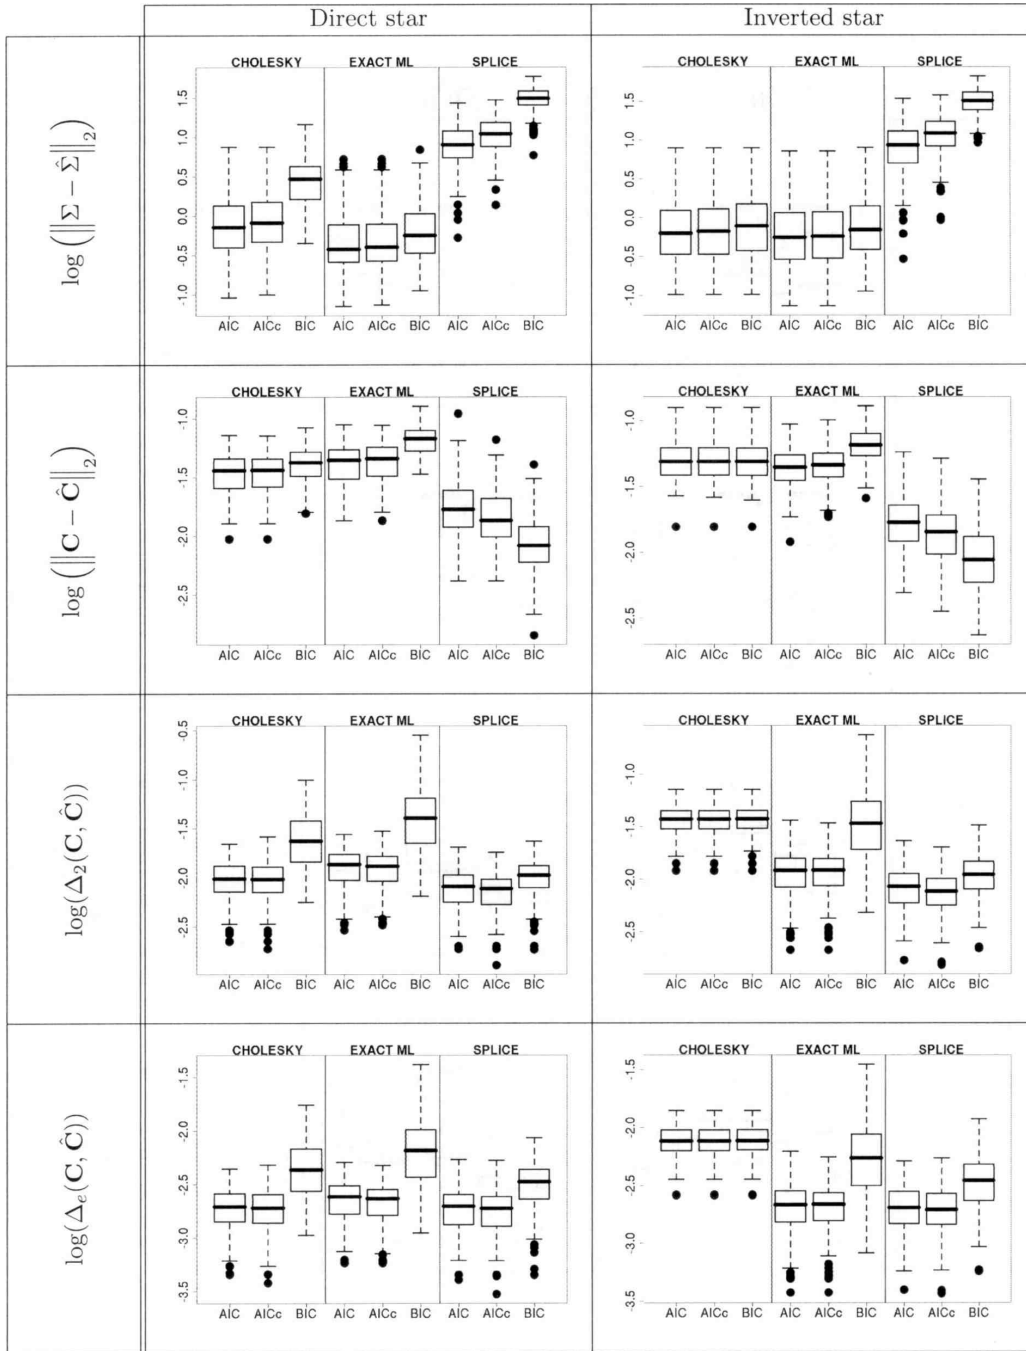 Direct star
Inverted star
log (‖Σ − Σ̂‖₂)
CHOLESKY EXACT ML SPLICE
1.5
1.0
0.5
0.0
-0.5
-1.0
AIC AICc BIC AIC AICc BIC AIC AICc BIC
CHOLESKY EXACT ML SPLICE
1.5
1.0
0.5
0.0
-0.5
-1.0
AIC AICc BIC AIC AICc BIC AIC AICc BIC
log (‖C − Ĉ‖₂)
CHOLESKY EXACT ML SPLICE
-1.0
-1.5
-2.0
-2.5
AIC AICc BIC AIC AICc BIC AIC AICc BIC
CHOLESKY EXACT ML SPLICE
-1.0
-1.5
-2.0
-2.5
AIC AICc BIC AIC AICc BIC AIC AICc BIC
log(Δ₂(C, Ĉ))
CHOLESKY EXACT ML SPLICE
-0.5
-1.0
-1.5
-2.0
-2.5
AIC AICc BIC AIC AICc BIC AIC AICc BIC
CHOLESKY EXACT ML SPLICE
-1.0
-1.5
-2.0
-2.5
AIC AICc BIC AIC AICc BIC AIC AICc BIC
log(Δₑ(C, Ĉ))
CHOLESKY EXACT ML SPLICE
-1.5
-2.0
-2.5
-3.0
-3.5
AIC AICc BIC AIC AICc BIC AIC AICc BIC
CHOLESKY EXACT ML SPLICE
-1.5
-2.0
-2.5
-3.0
-3.5
AIC AICc BIC AIC AICc BIC AIC AICc BIC